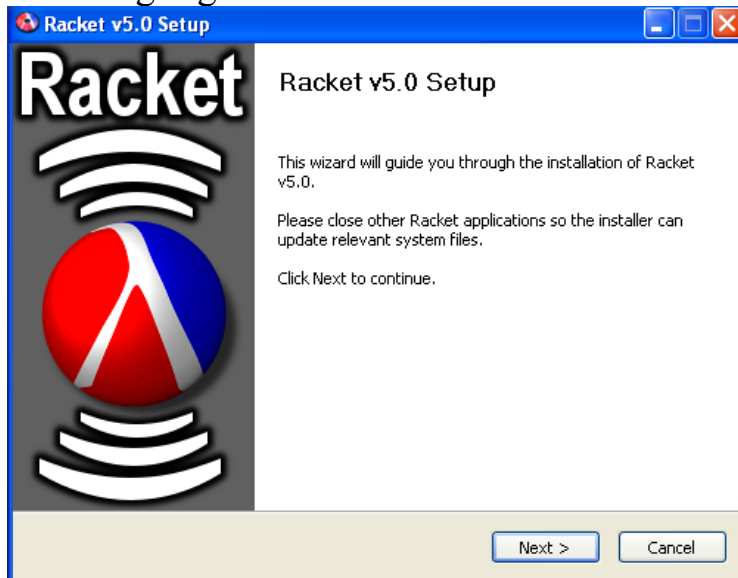 Racket v5.0 Setup
Racket
Racket v5.0 Setup
This wizard will guide you through the installation of Racket
v5.0.
Please close other Racket applications so the installer can
update relevant system files.
Click Next to continue.
Next >
Cancel